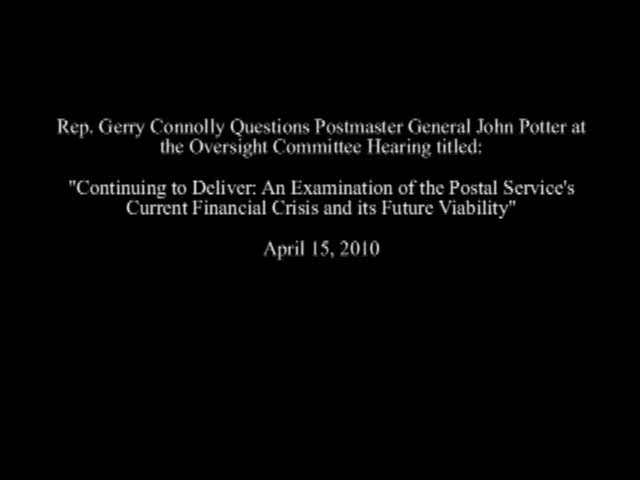 Rep. Gerry Connolly Questions Postmaster General John Potter at
the Oversight Committee Hearing titled:
"Continuing to Deliver: An Examination of the Postal Service's
Current Financial Crisis and its Future Viability"
April 15, 2010